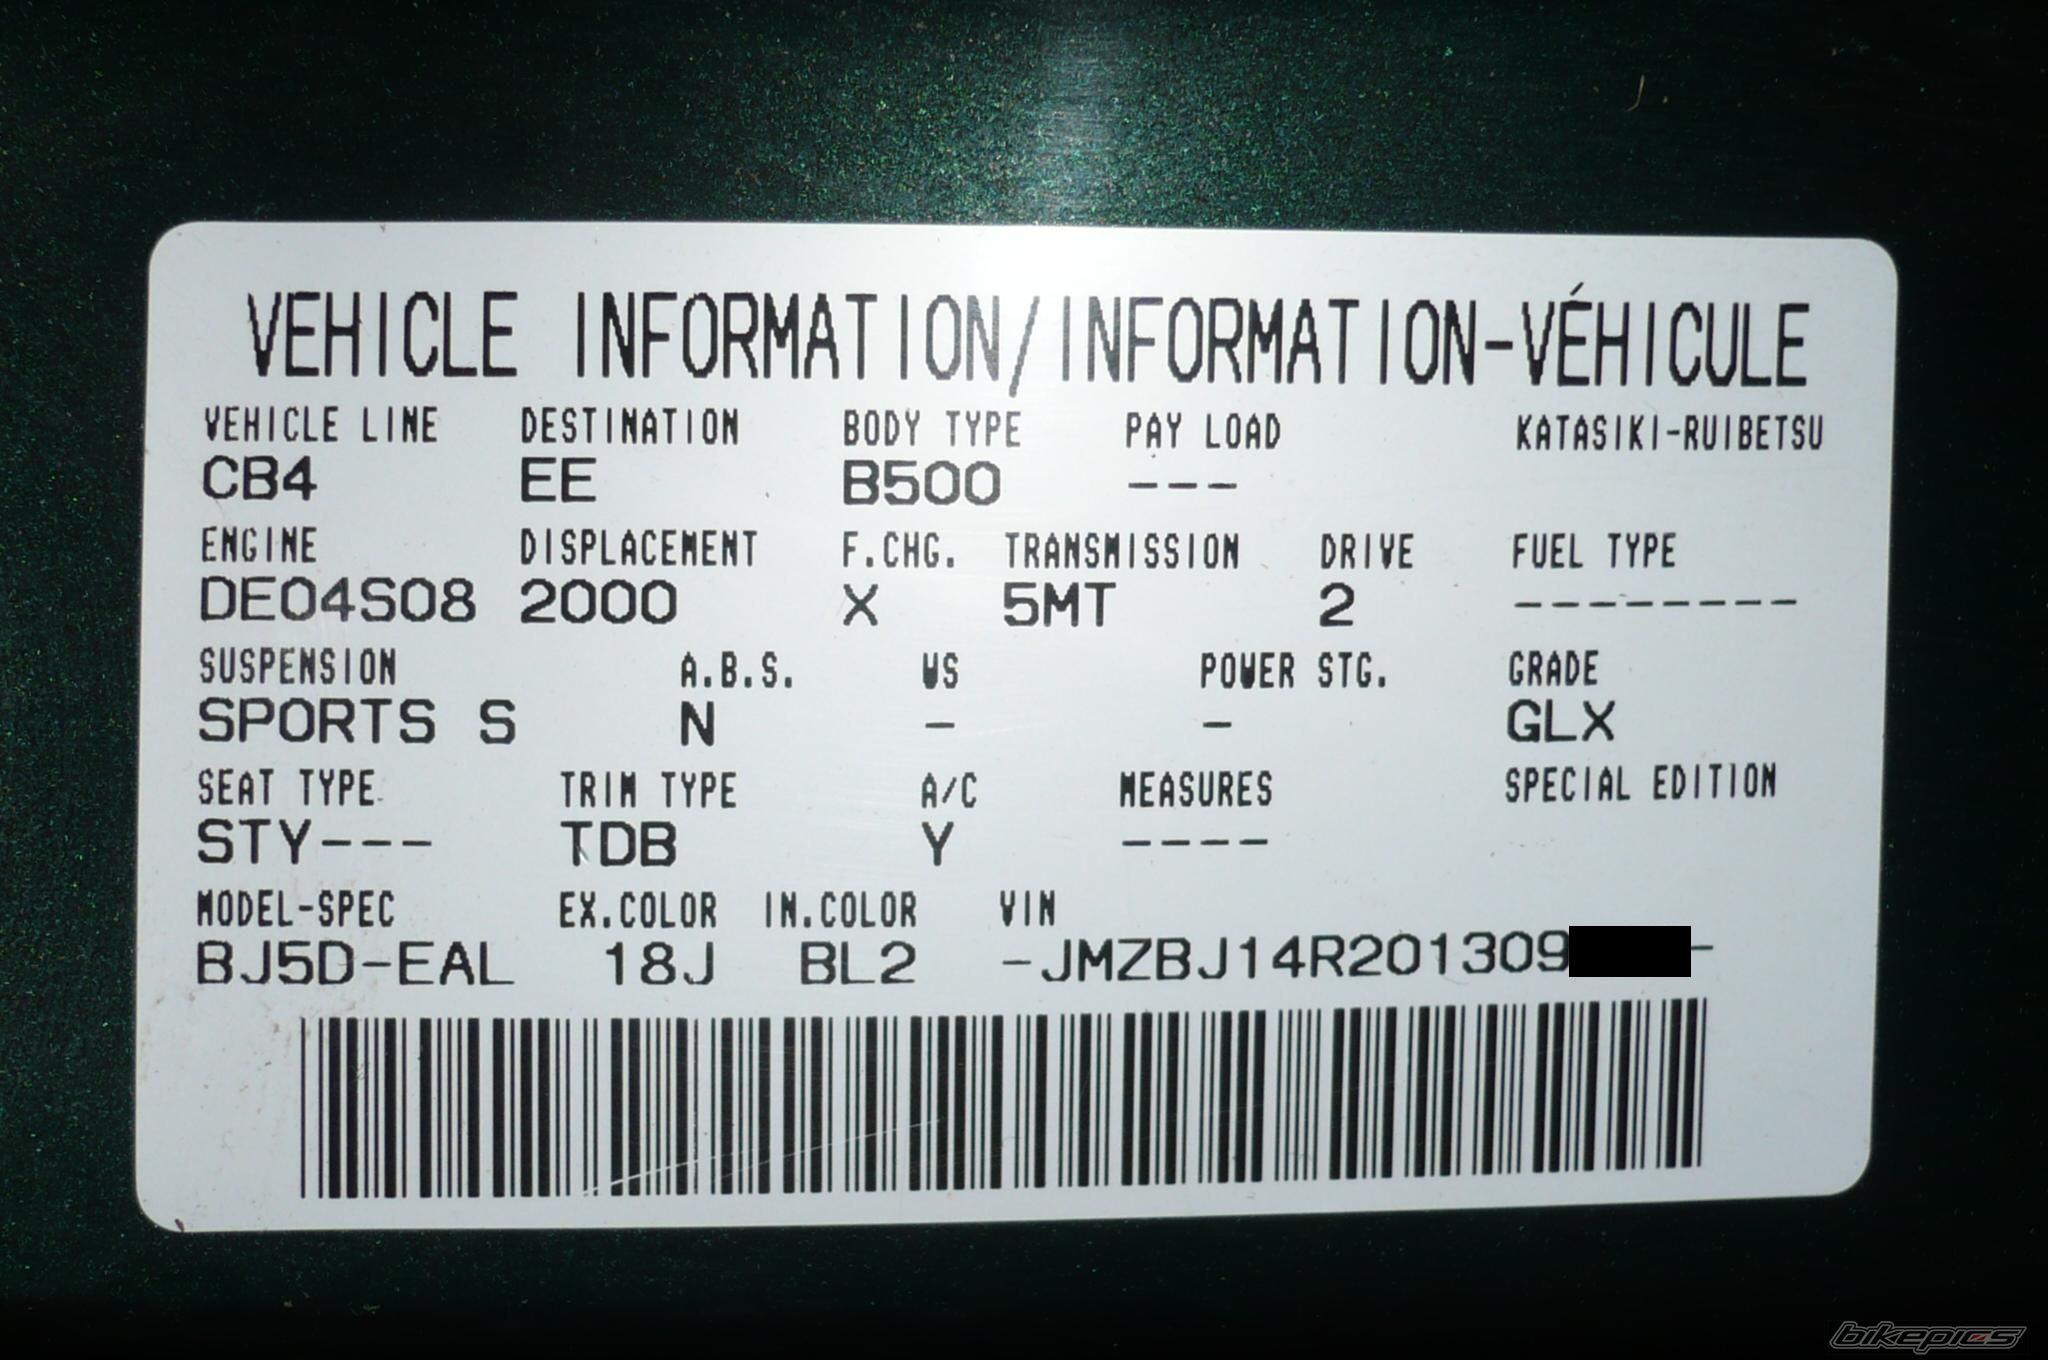 VEHICLE INFORMATION/INFORMATION-VÉHICULE
VEHICLE LINE DESTINATION BODY TYPE PAY LOAD KATASIKI-RUIBETSU
CB4 EE B500 ---
ENGINE DISPLACEMENT F.CHG. TRANSMISSION DRIVE FUEL TYPE
DE04S08 2000 X 5MT 2 --------
SUSPENSION A.B.S. WS POWER STG. GRADE
SPORTS S N - - GLX
SEAT TYPE TRIM TYPE A/C MEASURES SPECIAL EDITION
STY--- TDB Y ----
MODEL-SPEC EX.COLOR IN.COLOR VIN
BJ5D-EAL 18J BL2 -JMZBJ14R201309 -
bikepics